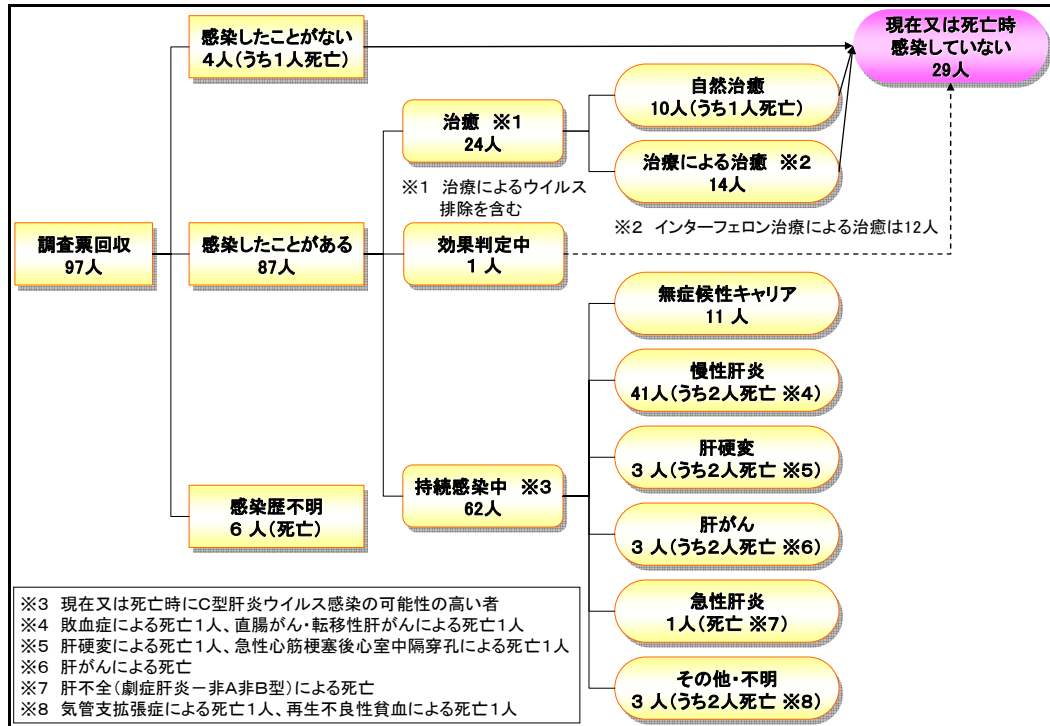 感染したことがない
4人(うち1人死亡)
現在又は死亡時
感染していない
29人
自然治癒
10人(うち1人死亡)
治癒 ※1
24人
治療による治癒 ※2
14人
※1 治療によるウイルス
排除を含む
※2 インターフェロン治療による治癒は12人
調査票回収
97人
感染したことがある
87人
効果判定中
1 人
無症候性キャリア
11 人
慢性肝炎
41人(うち2人死亡 ※4)
肝硬変
3 人(うち2人死亡 ※5)
持続感染中 ※3
62人
感染歴不明
6 人(死亡)
肝がん
3 人(うち2人死亡 ※6)
急性肝炎
1人(死亡 ※7)
その他・不明
3 人(うち2人死亡 ※8)
※3 現在又は死亡時にC型肝炎ウイルス感染の可能性の高い者
※4 敗血症による死亡1人、直腸がん・転移性肝がんによる死亡1人
※5 肝硬変による死亡1人、急性心筋梗塞後心室中隔穿孔による死亡1人
※6 肝がんによる死亡
※7 肝不全(劇症肝炎-非A非B型)による死亡
※8 気管支拡張症による死亡1人、再生不良性貧血による死亡1人